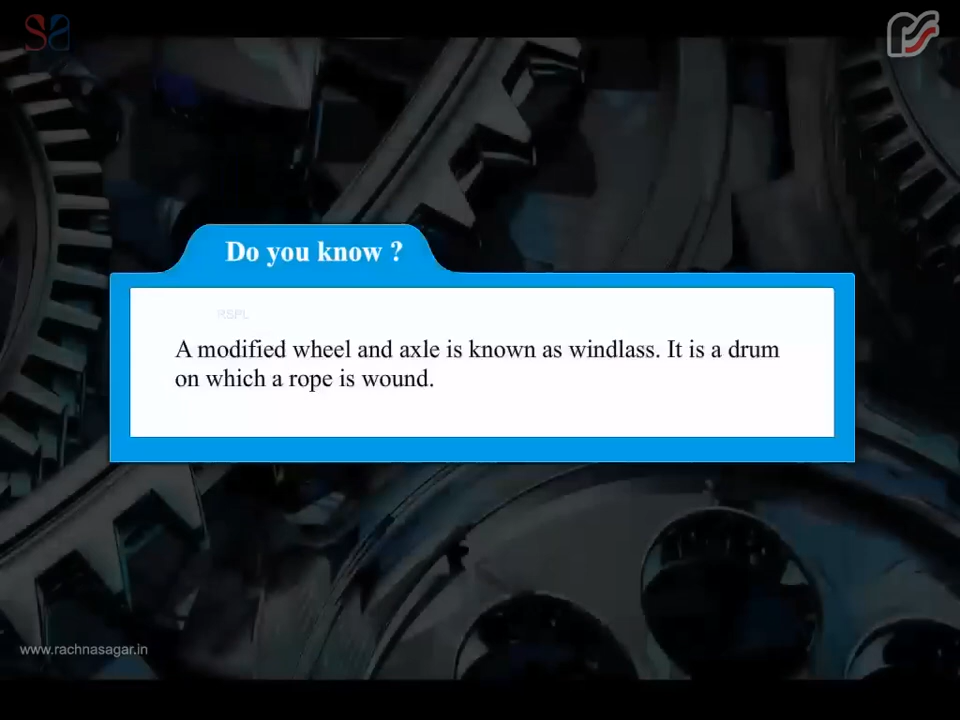 Do you know ?
RSPL
A modified wheel and axle is known as windlass. It is a drum
on which a rope is wound.
www.rachnasagar.in